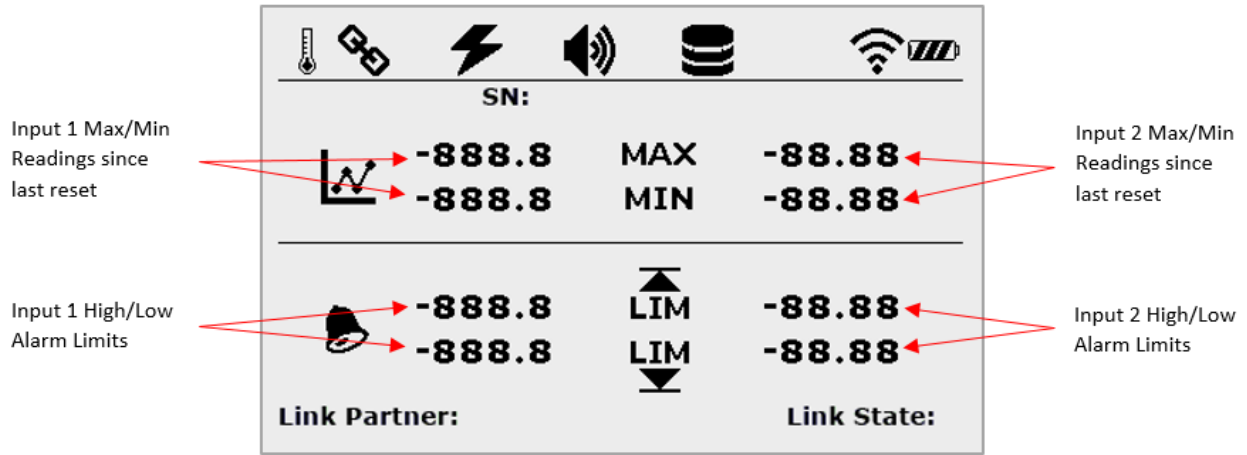 SN:
Input 1 Max/Min
Readings since
last reset
-888.8 MAX -88.88
-888.8 MIN -88.88
Input 2 Max/Min
Readings since
last reset
Input 1 High/Low
Alarm Limits
-888.8 LIM -88.88
-888.8 LIM -88.88
Input 2 High/Low
Alarm Limits
Link Partner: Link State: